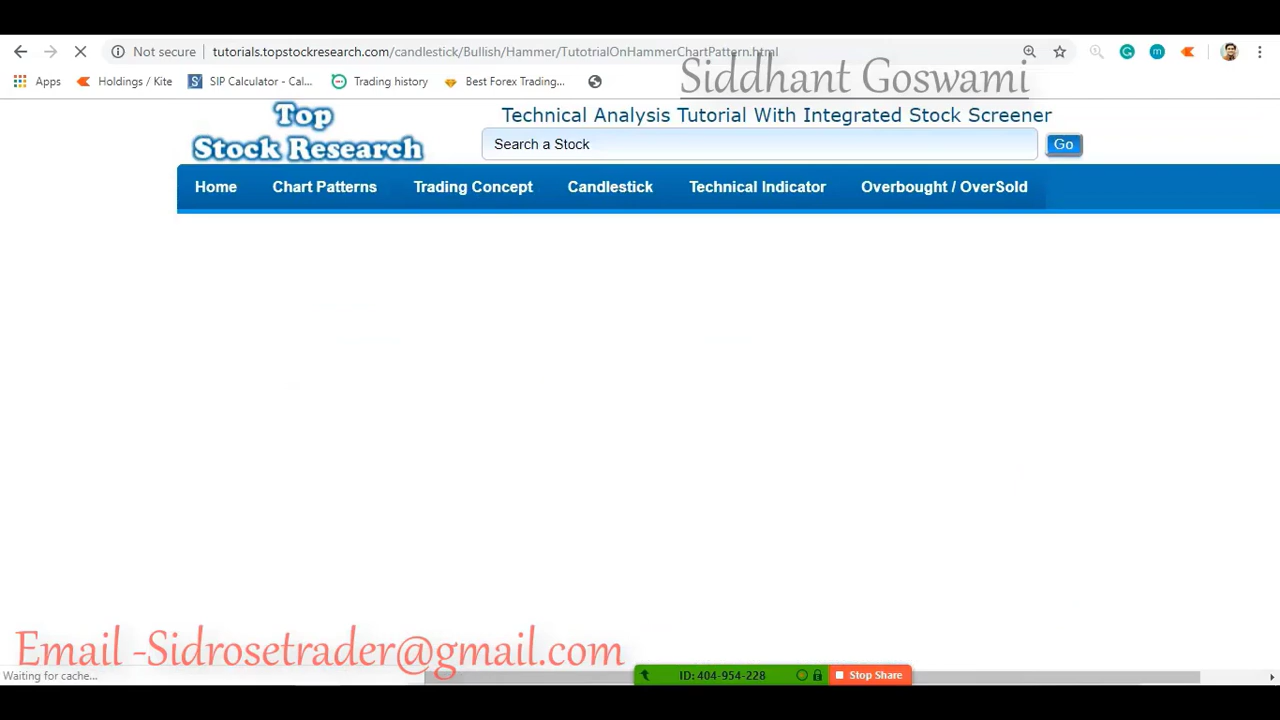 Not secure
tutorials.topstockresearch.com/candlestick/Bullish/Hammer/TutotrialOnHammerChartPattern.html
Apps
Holdings / Kite
SIP Calculator - Cal...
Trading history
Best Forex Trading...
Siddhant Goswami
Top
Stock Research
Technical Analysis Tutorial With Integrated Stock Screener
Search a Stock
Go
Home
Chart Patterns
Trading Concept
Candlestick
Technical Indicator
Overbought / OverSold
Email -Sidrosetrader@gmail.com
Waiting for cache...
ID: 404-954-228
Stop Share